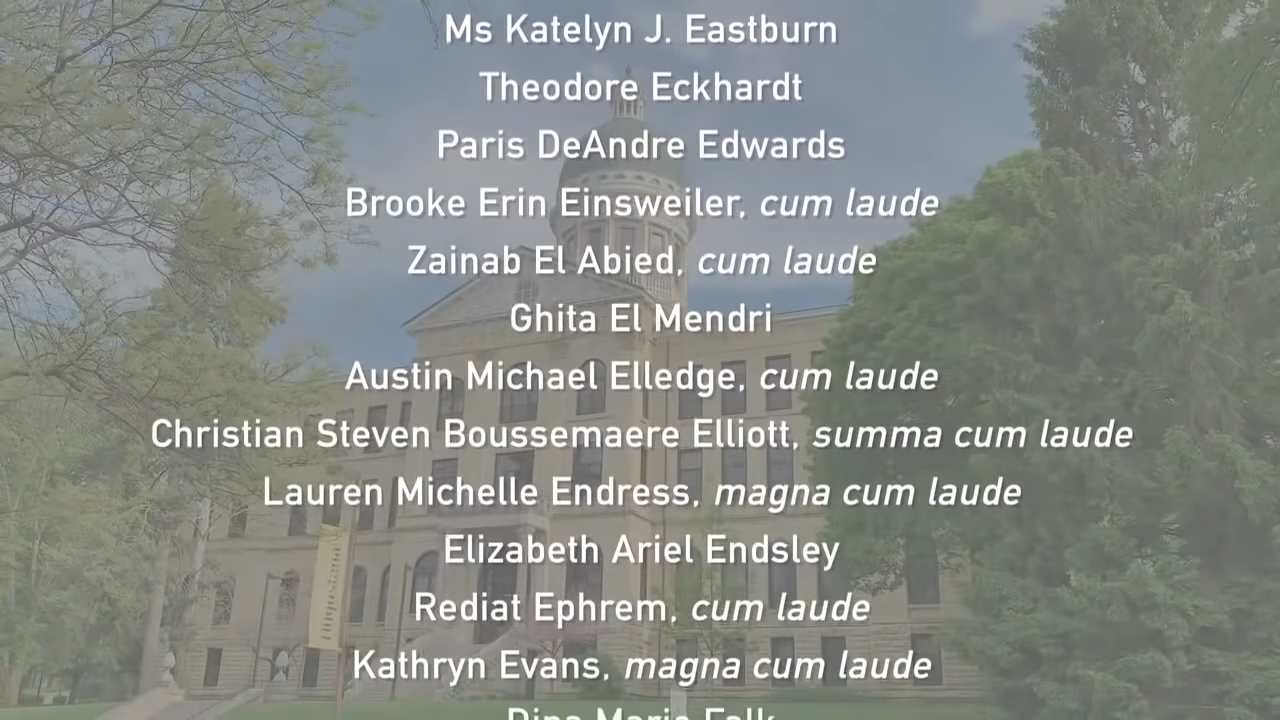 Ms Katelyn J. Eastburn
Theodore Eckhardt
Paris DeAndre Edwards
Brooke Erin Einsweiler, cum laude
Zainab El Abied, cum laude
Ghita El Mendri
Austin Michael Elledge, cum laude
Christian Steven Boussemaere Elliott, summa cum laude
Lauren Michelle Endress, magna cum laude
Elizabeth Ariel Endsley
Rediat Ephrem, cum laude
Kathryn Evans, magna cum laude